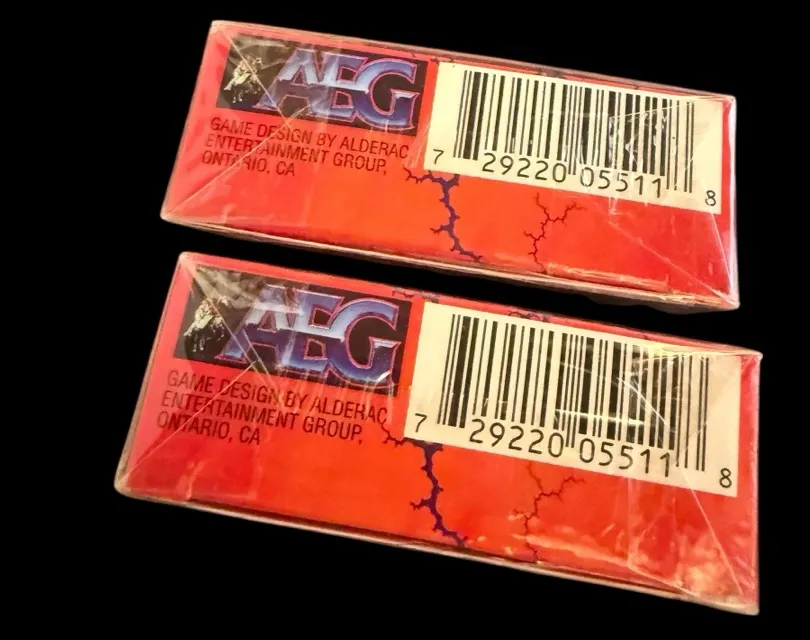 AEG
GAME DESIGN BY ALDERAC
ENTERTAINMENT GROUP,
ONTARIO, CA
7 29220 05511 8
AEG
GAME DESIGN BY ALDERAC
ENTERTAINMENT GROUP,
ONTARIO, CA
7 29220 05511 8